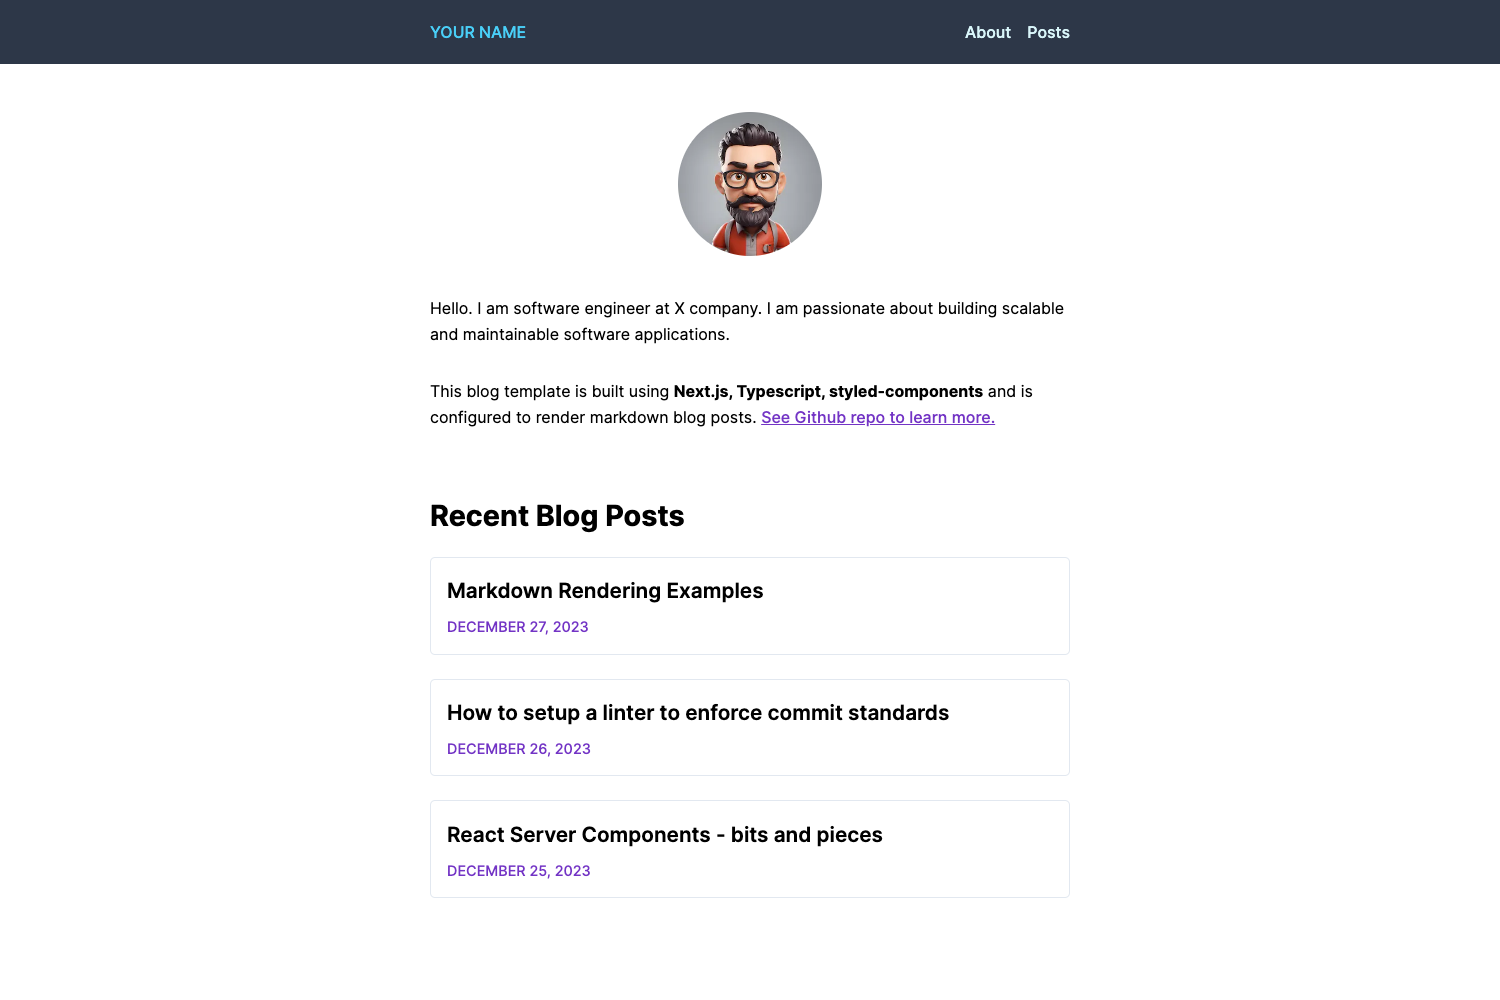 YOUR NAME
About Posts
Hello. I am software engineer at X company. I am passionate about building scalable
and maintainable software applications.
This blog template is built using Next.js, Typescript, styled-components and is
configured to render markdown blog posts. See Github repo to learn more.
Recent Blog Posts
Markdown Rendering Examples
DECEMBER 27, 2023
How to setup a linter to enforce commit standards
DECEMBER 26, 2023
React Server Components - bits and pieces
DECEMBER 25, 2023